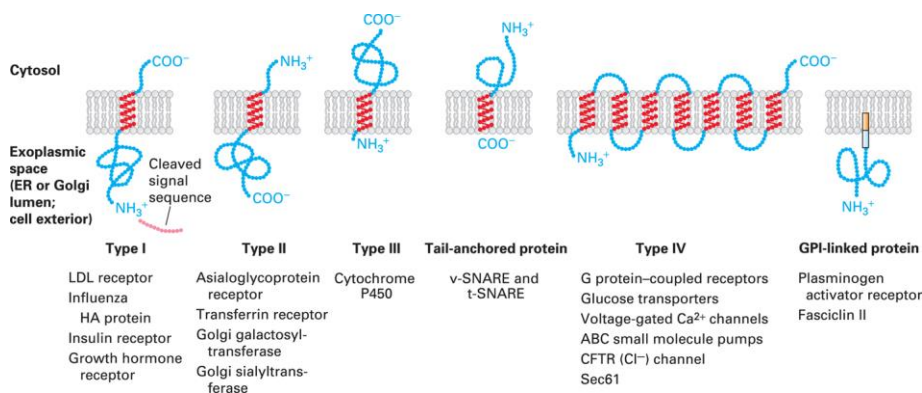 COO⁻
NH₃⁺
COO⁻
NH₃⁺
COO⁻
Cytosol
Exoplasmic
space
(ER or Golgi
lumen;
cell exterior)
Cleaved
signal
sequence
NH₃⁺
COO⁻
NH₃⁺
COO⁻
NH₃⁺
NH₃⁺
Type I
LDL receptor
Influenza
HA protein
Insulin receptor
Growth hormone
receptor
Type II
Asialoglycoprotein
receptor
Transferrin receptor
Golgi galactosyl-
transferase
Golgi sialyltrans-
ferase
Type III
Cytochrome
P450
Tail-anchored protein
v-SNARE and
t-SNARE
Type IV
G protein–coupled receptors
Glucose transporters
Voltage-gated Ca²⁺ channels
ABC small molecule pumps
CFTR (Cl⁻) channel
Sec61
GPI-linked protein
Plasminogen
activator receptor
Fasciclin II